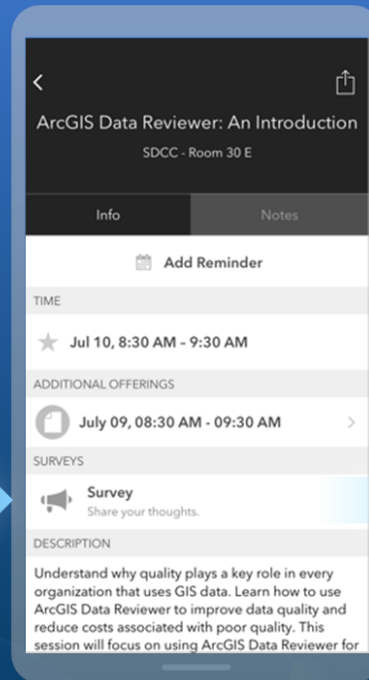 ArcGIS Data Reviewer: An Introduction
SDCC - Room 30 E
Info
Notes
Add Reminder
TIME
Jul 10, 8:30 AM – 9:30 AM
ADDITIONAL OFFERINGS
July 09, 08:30 AM - 09:30 AM
SURVEYS
Survey
Share your thoughts.
DESCRIPTION
Understand why quality plays a key role in every
organization that uses GIS data. Learn how to use
ArcGIS Data Reviewer to improve data quality and
reduce costs associated with poor quality. This
session will focus on using ArcGIS Data Reviewer for